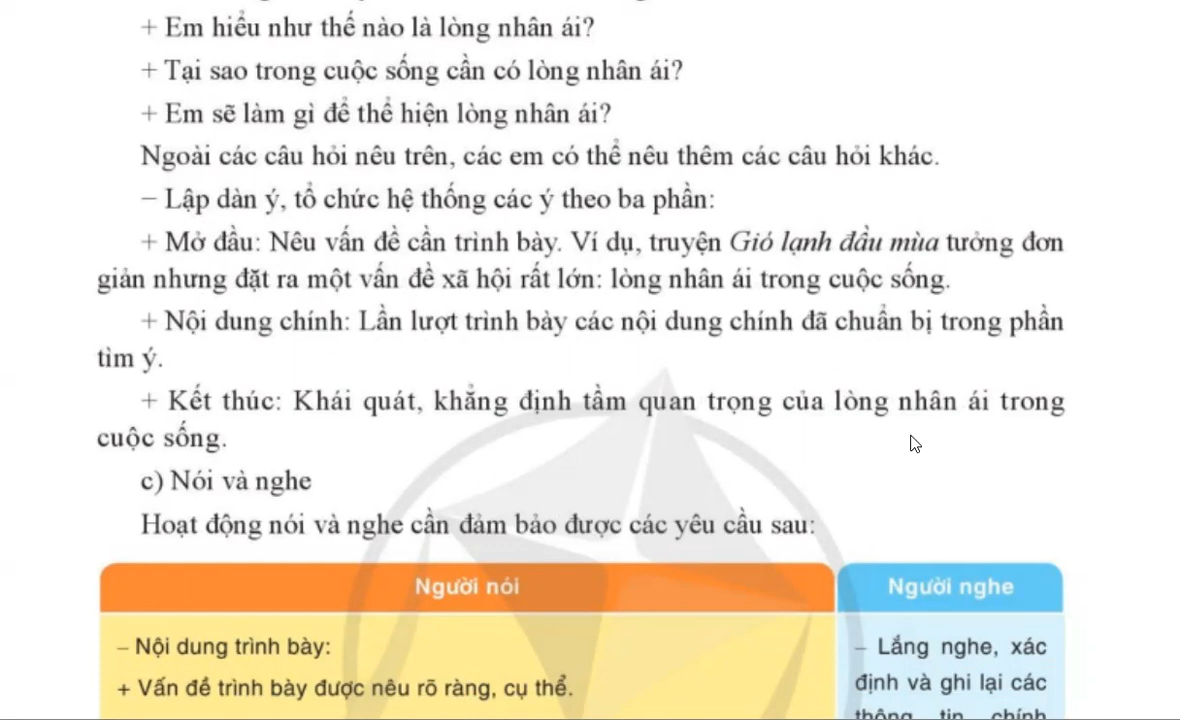 + Em hiểu như thế nào là lòng nhân ái?
+ Tại sao trong cuộc sống cần có lòng nhân ái?
+ Em sẽ làm gì để thể hiện lòng nhân ái?
Ngoài các câu hỏi nêu trên, các em có thể nêu thêm các câu hỏi khác.
− Lập dàn ý, tổ chức hệ thống các ý theo ba phần:
+ Mở đầu: Nêu vấn đề cần trình bày. Ví dụ, truyện Gió lạnh đầu mùa tưởng đơn
giản nhưng đặt ra một vấn đề xã hội rất lớn: lòng nhân ái trong cuộc sống.
+ Nội dung chính: Lần lượt trình bày các nội dung chính đã chuẩn bị trong phần
tìm ý.
+ Kết thúc: Khái quát, khẳng định tầm quan trọng của lòng nhân ái trong
cuộc sống.
c) Nói và nghe
Hoạt động nói và nghe cần đảm bảo được các yêu cầu sau:
Người nói
– Nội dung trình bày:
+ Vấn đề trình bày được nêu rõ ràng, cụ thể.
Người nghe
– Lắng nghe, xác
định và ghi lại các
thông tin chính